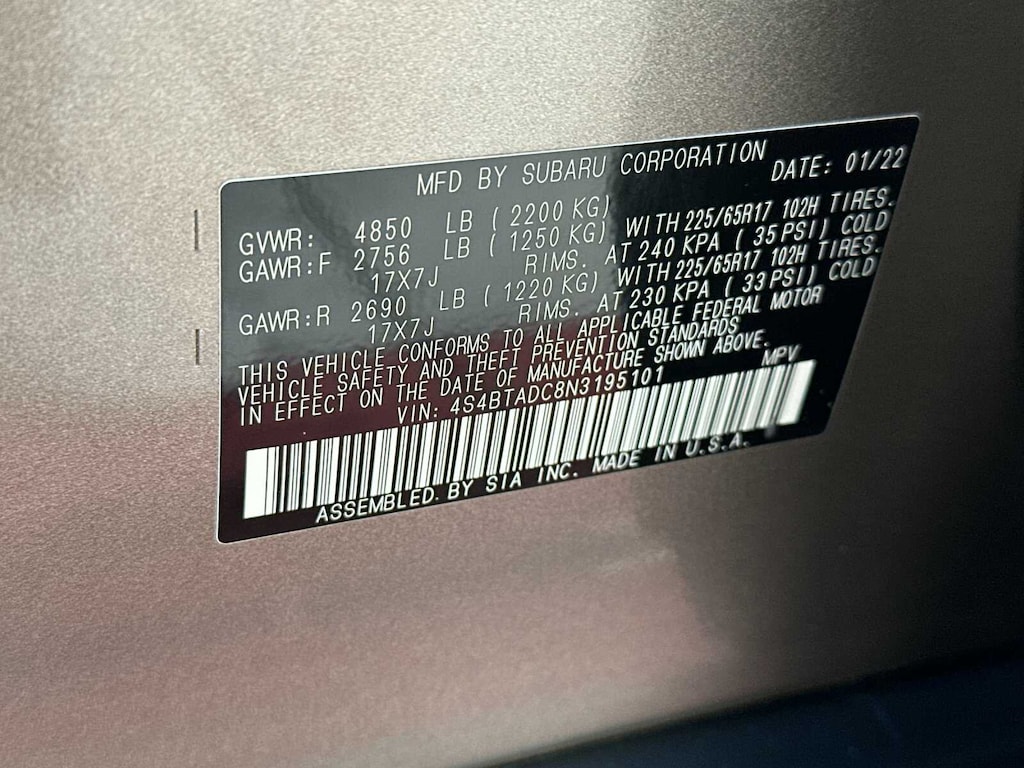 MFD BY SUBARU CORPORATION DATE: 01/22
GVWR: 4850 LB ( 2200 KG)
GAWR:F 2756 LB ( 1250 KG) WITH 225/65R17 102H TIRES.
17X7J RIMS. AT 240 KPA ( 35 PSI) COLD
GAWR:R 2690 LB ( 1220 KG) WITH 225/65R17 102H TIRES.
17X7J RIMS. AT 230 KPA ( 33 PSI) COLD
THIS VEHICLE CONFORMS TO ALL APPLICABLE FEDERAL MOTOR
VEHICLE SAFETY AND THEFT PREVENTION STANDARDS
IN EFFECT ON THE DATE OF MANUFACTURE SHOWN ABOVE.
VIN: 4S4BTADC8N3195101 MPV
ASSEMBLED. BY SIA INC. MADE IN U.S.A.